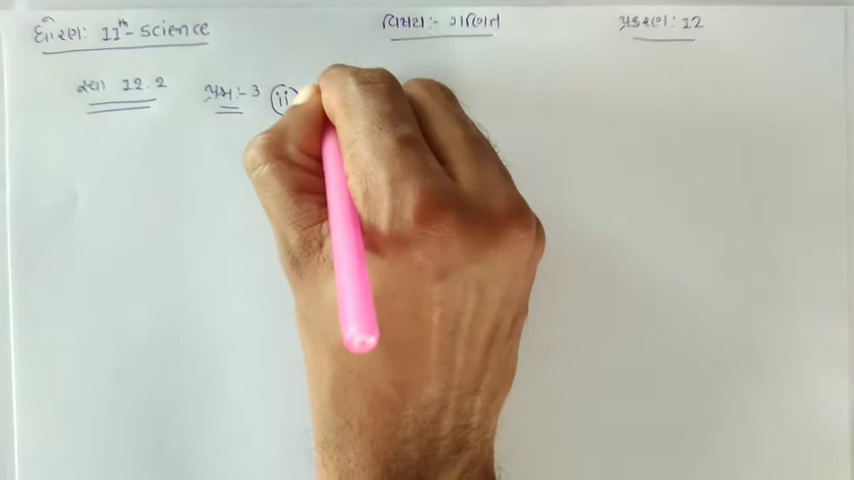 ધોરણ: 11th - Science વિષય:- ગણિત પ્રકરણ: 12
સ્વા 12.2 પ્રશ્ન:- 3 (ii)